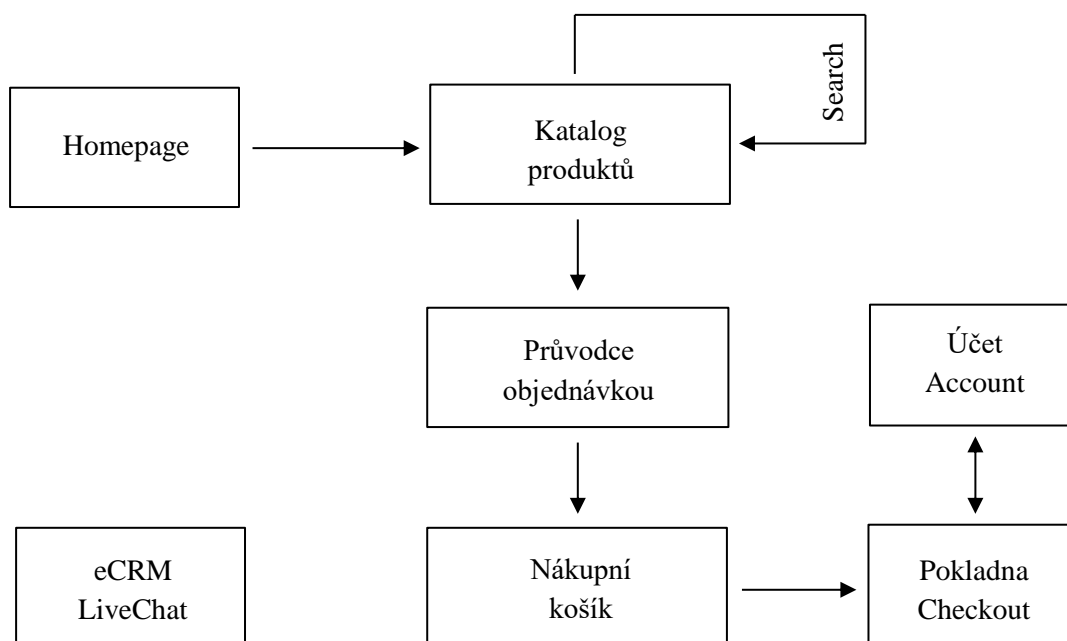 Search
Homepage
Katalog
produktů
Průvodce
objednávkou
Účet
Account
eCRM
LiveChat
Nákupní
košík
Pokladna
Checkout